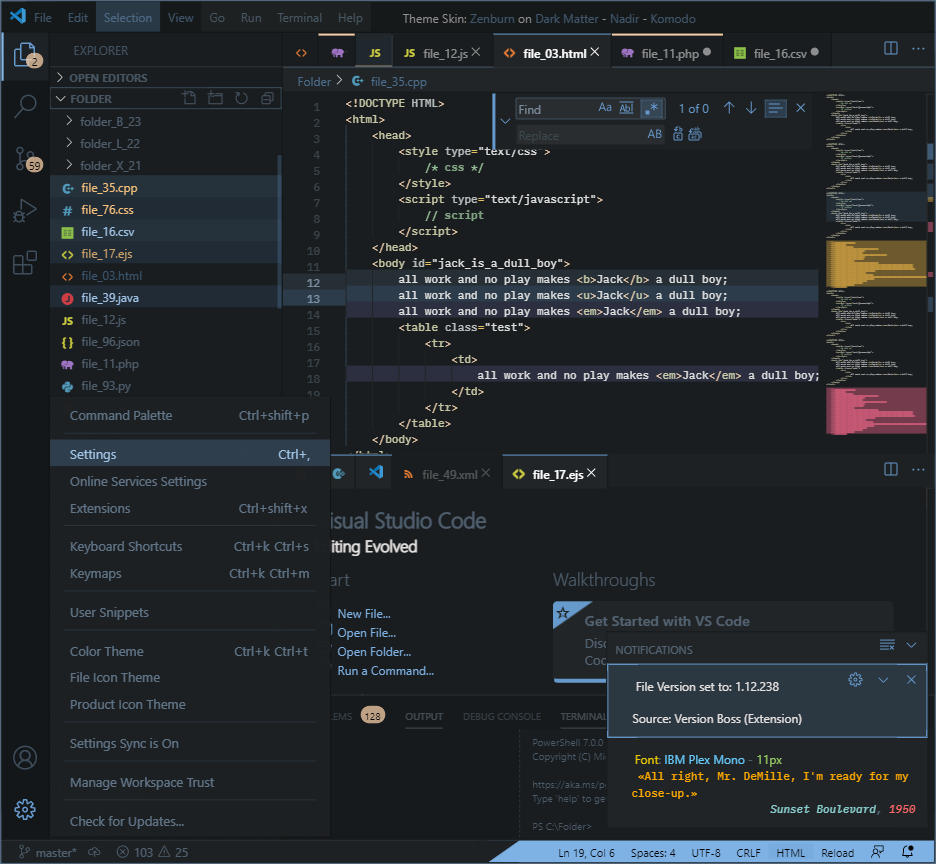 File Edit Selection View Go Run Terminal Help Theme Skin: Zenburn on Dark Matter - Nadir - Komodo
2
EXPLORER
JS JS file_12.js file_03.html file_11.php file_16.csv
OPEN EDITORS
FOLDER
Folder file_35.cpp
folder_B_23
folder_L_22
folder_X_21
file_35.cpp
file_76.css
file_16.csv
file_17.ejs
file_03.html
file_39.java
JS file_12.js
file_96.json
file_11.php
file_93.py
59
Find Aa Abl .* 1 of 0
Replace AB
1 <!DOCTYPE HTML>
2 <html>
3 <head>
4 <style type="text/css">
5 /* css */
6 </style>
7 <script type="text/javascript">
8 // script
9 </script>
10 </head>
11 <body id="jack_is_a_dull_boy">
12 all work and no play makes <b>Jack</b> a dull boy;
13 all work and no play makes <u>Jack</u> a dull boy;
14 all work and no play makes <em>Jack</em> a dull boy;
15 <table class="test">
16 <tr>
17 <td>
18 all work and no play makes <em>Jack</em> a dull boy;
19 </td>
</tr>
</table>
</body>
Command Palette Ctrl+shift+p
Settings Ctrl+,
Online Services Settings
Extensions Ctrl+shift+x
Keyboard Shortcuts Ctrl+k Ctrl+s
Keymaps Ctrl+k Ctrl+m
User Snippets
Color Theme Ctrl+k Ctrl+t
File Icon Theme
Product Icon Theme
Settings Sync is On
Manage Workspace Trust
Check for Updates...
file_49.xml file_17.ejs
isual Studio Code
iting Evolved
art
New File...
Open File...
Open Folder...
Run a Command...
Walkthroughs
Get Started with VS Code
Disc
LEMS 128 OUTPUT DEBUG CONSOLE TERMINAL
PowerShell 7.0.0
Copyright (C) Mi
https://aka.ms/p
Type 'help' to ge
PS C:\Folder>
NOTIFICATIONS
File Version set to: 1.12.238
Source: Version Boss (Extension)
Font: IBM Plex Mono - 11px
«All right, Mr. DeMille, I'm ready for my
close-up.»
Sunset Boulevard, 1950
master* 103 25 Ln 19, Col 6 Spaces: 4 UTF-8 CRLF HTML Reload